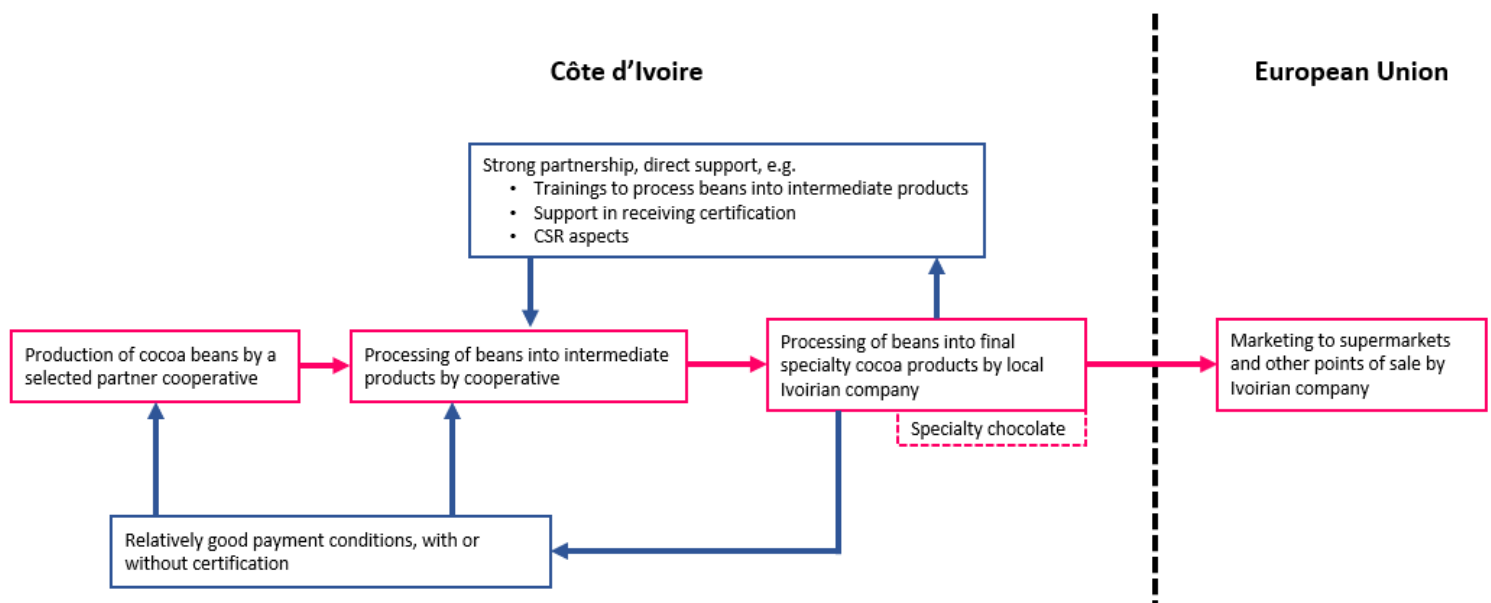 Côte d’Ivoire
European Union
Strong partnership, direct support, e.g.
• Trainings to process beans into intermediate products
• Support in receiving certification
• CSR aspects
Production of cocoa beans by a
selected partner cooperative
Processing of beans into intermediate
products by cooperative
Processing of beans into final
specialty cocoa products by local
Ivoirian company
Specialty chocolate
Marketing to supermarkets
and other points of sale by
Ivoirian company
Relatively good payment conditions, with or
without certification